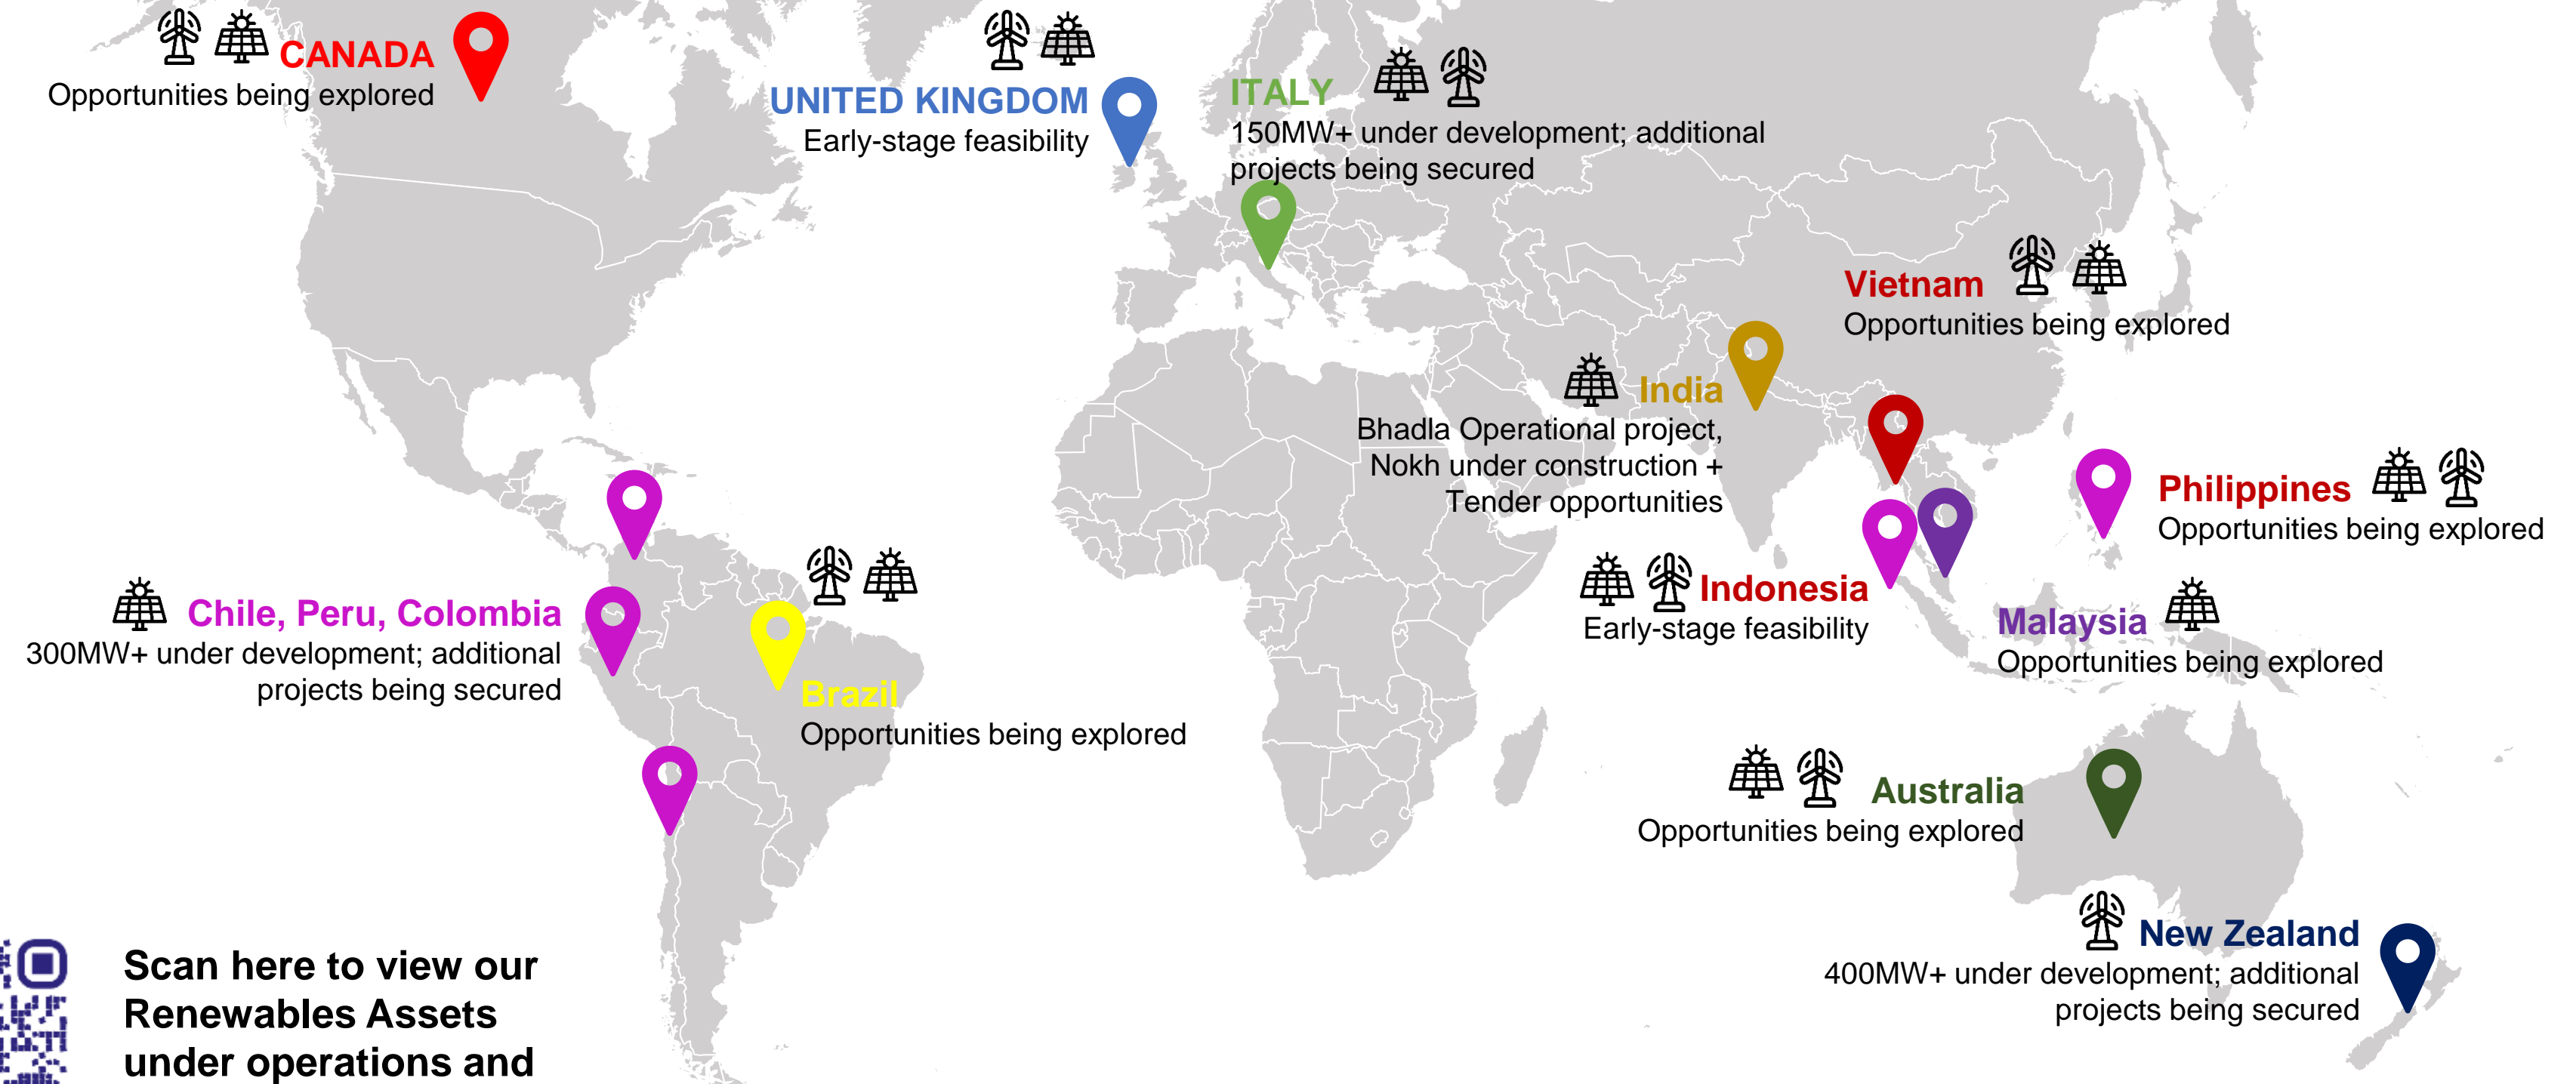 CANADA
Opportunities being explored
UNITED KINGDOM
Early-stage feasibility
ITALY
150MW+ under development; additional
projects being secured
Vietnam
Opportunities being explored
India
Bhadla Operational project,
Nokh under construction +
Tender opportunities
Philippines
Opportunities being explored
Indonesia
Early-stage feasibility
Malaysia
Opportunities being explored
Chile, Peru, Colombia
300MW+ under development; additional
projects being secured
Brazil
Opportunities being explored
Australia
Opportunities being explored
New Zealand
400MW+ under development; additional
projects being secured
Scan here to view our
Renewables Assets
under operations and